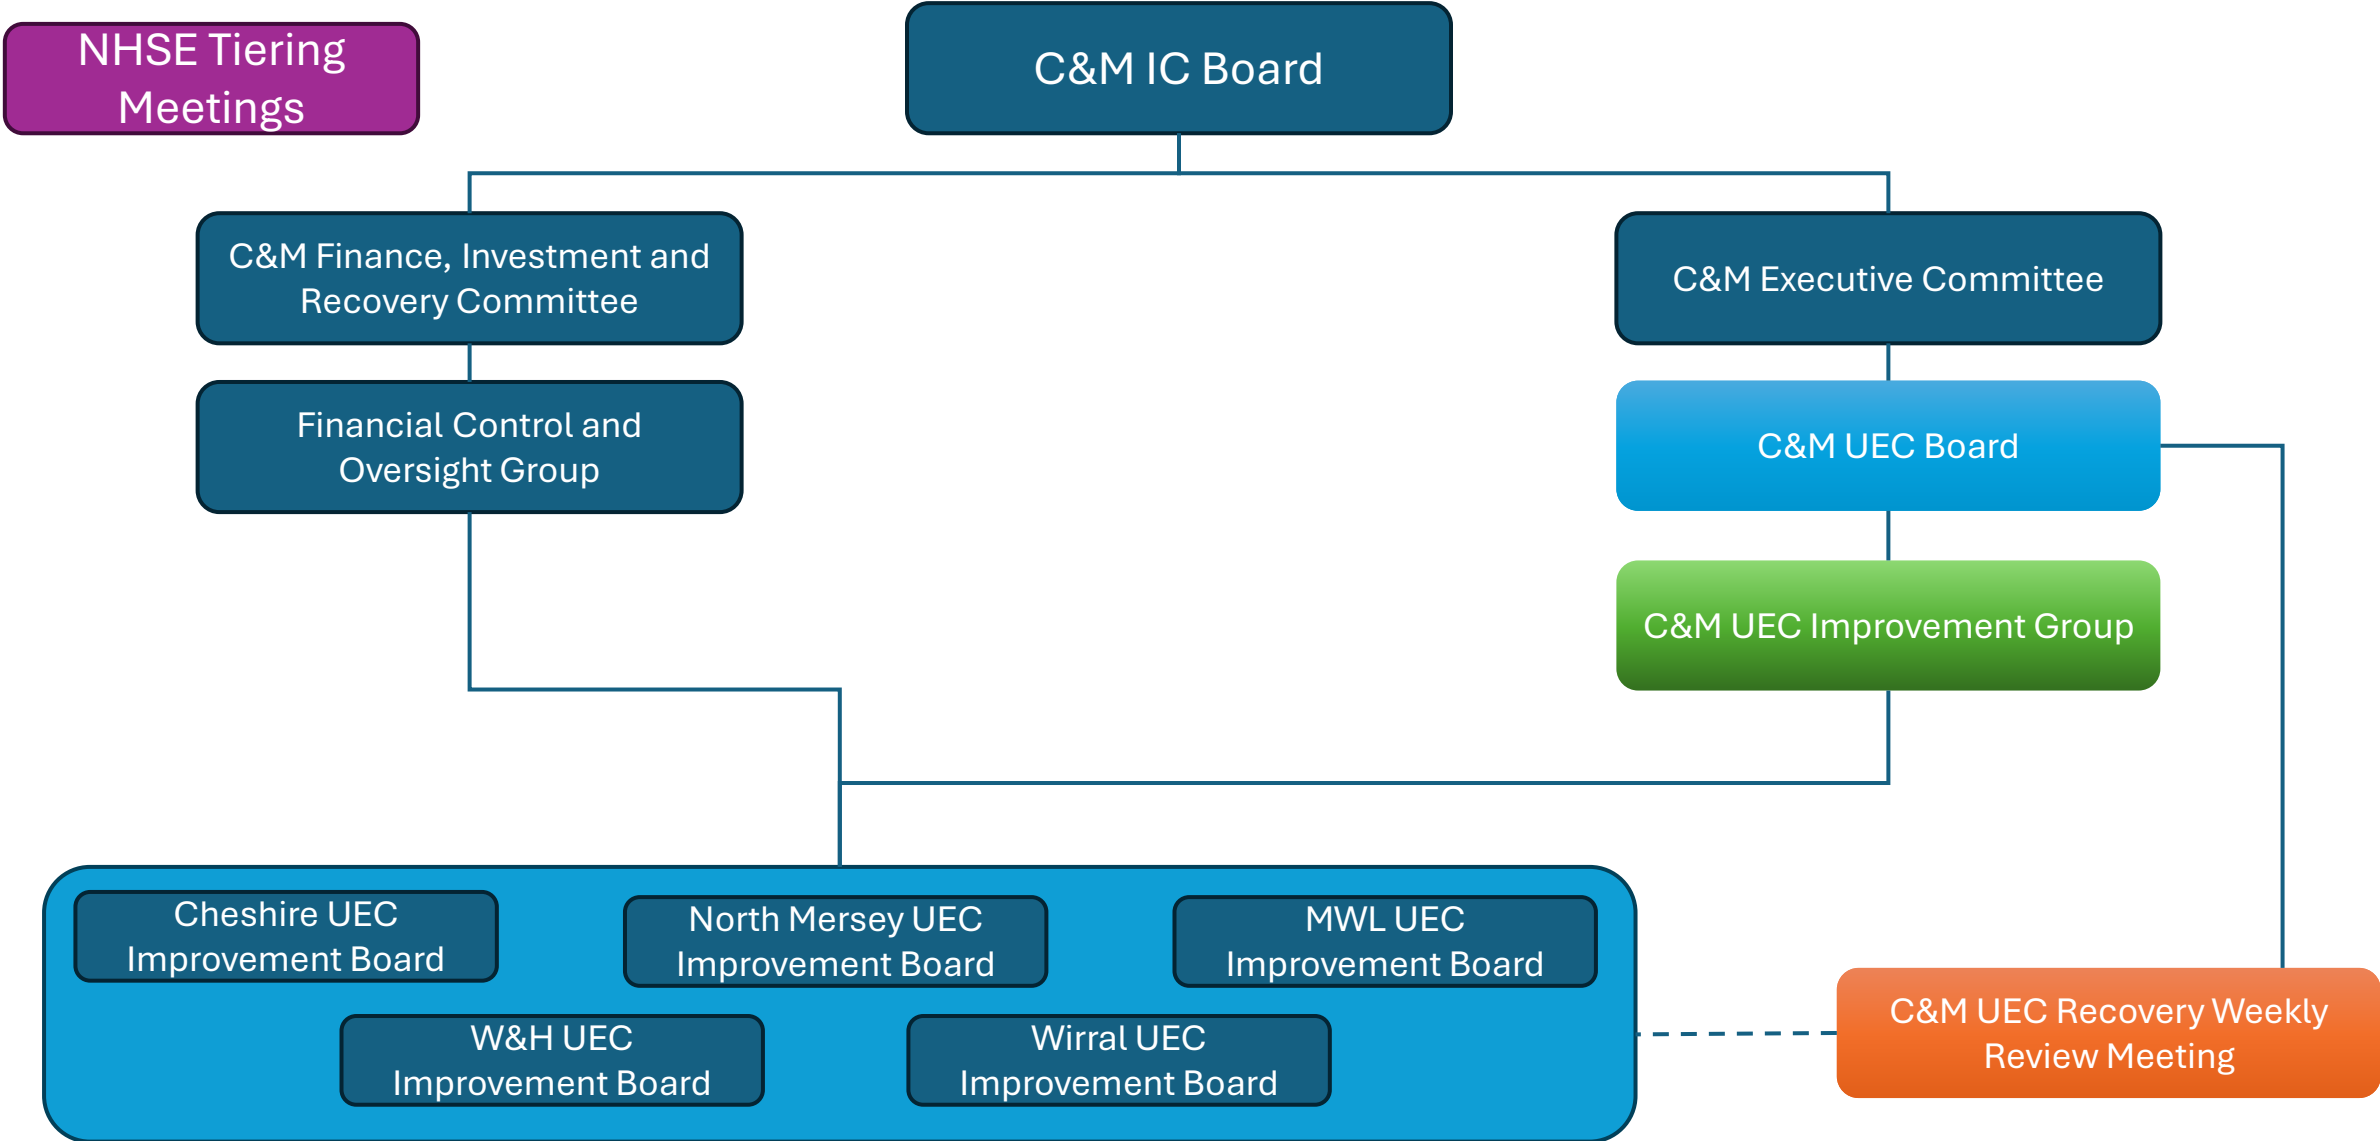 NHSE Tiering
Meetings
C&M IC Board
C&M Finance, Investment and
Recovery Committee
C&M Executive Committee
Financial Control and
Oversight Group
C&M UEC Board
C&M UEC Improvement Group
Cheshire UEC
Improvement Board
North Mersey UEC
Improvement Board
MWL UEC
Improvement Board
W&H UEC
Improvement Board
Wirral UEC
Improvement Board
C&M UEC Recovery Weekly
Review Meeting